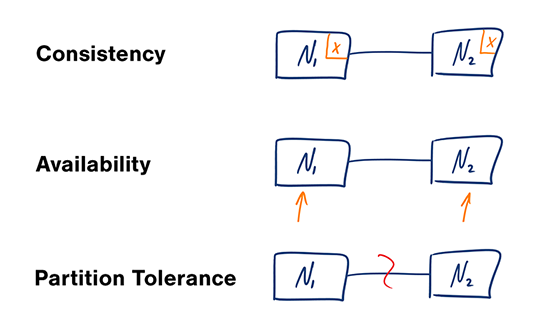 Consistency N₁ x N₂ x
Availability N₁ N₂
Partition Tolerance N₁ N₂